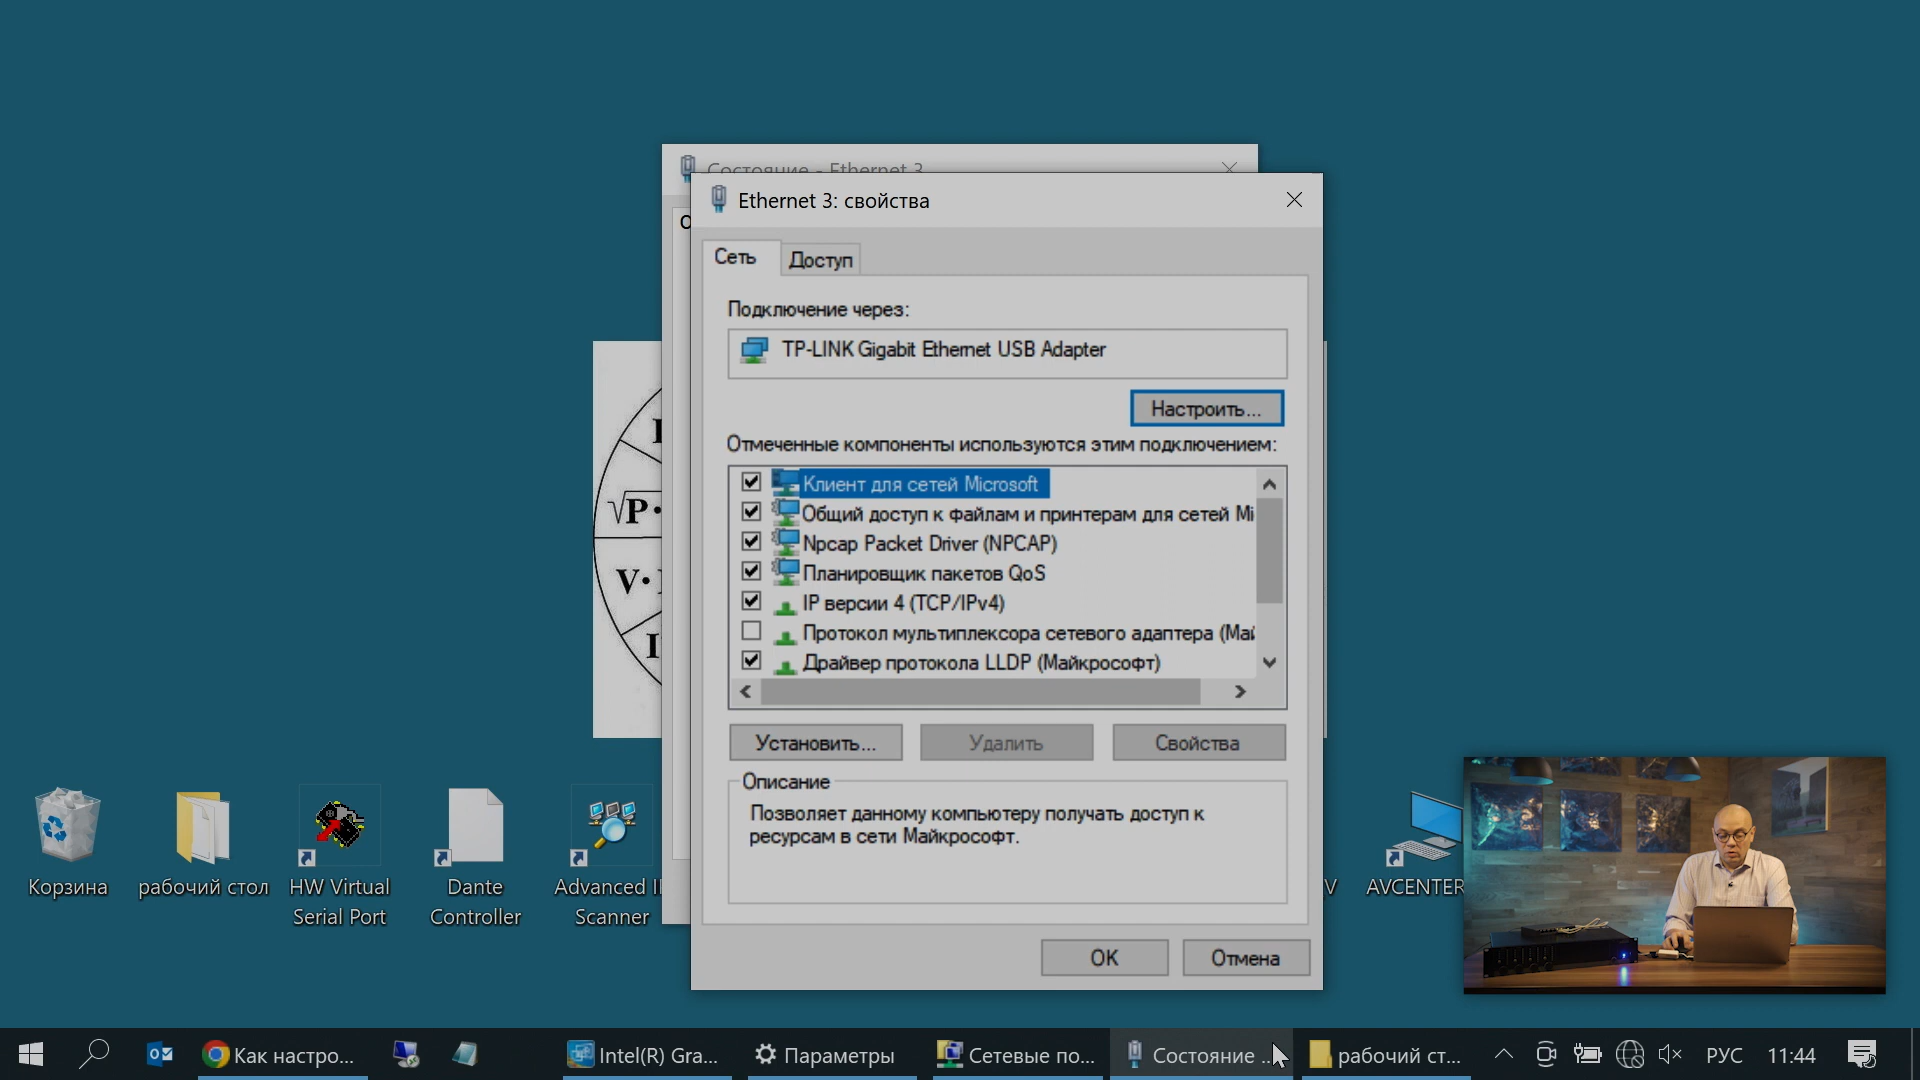 Состояние - Ethernet 3
Ethernet 3: свойства
Сеть
Доступ
Подключение через:
TP-LINK Gigabit Ethernet USB Adapter
Настроить...
Отмеченные компоненты используются этим подключением:
Клиент для сетей Microsoft
Общий доступ к файлам и принтерам для сетей Mi
Npcap Packet Driver (NPCAP)
Планировщик пакетов QoS
IP версии 4 (TCP/IPv4)
Протокол мультиплексора сетевого адаптера (Май
Драйвер протокола LLDP (Майкрософт)
Установить...
Удалить
Свойства
Описание
Позволяет данному компьютеру получать доступ к
ресурсам в сети Майкрософт.
OK
Отмена
√P·
V·
I
Корзина
рабочий стол
HW Virtual
Serial Port
Dante
Controller
Advanced I
Scanner
V
AVCENTER
Как настро...
Intel(R) Gra...
Параметры
Сетевые по...
Состояние ...
рабочий ст...
РУС
11:44